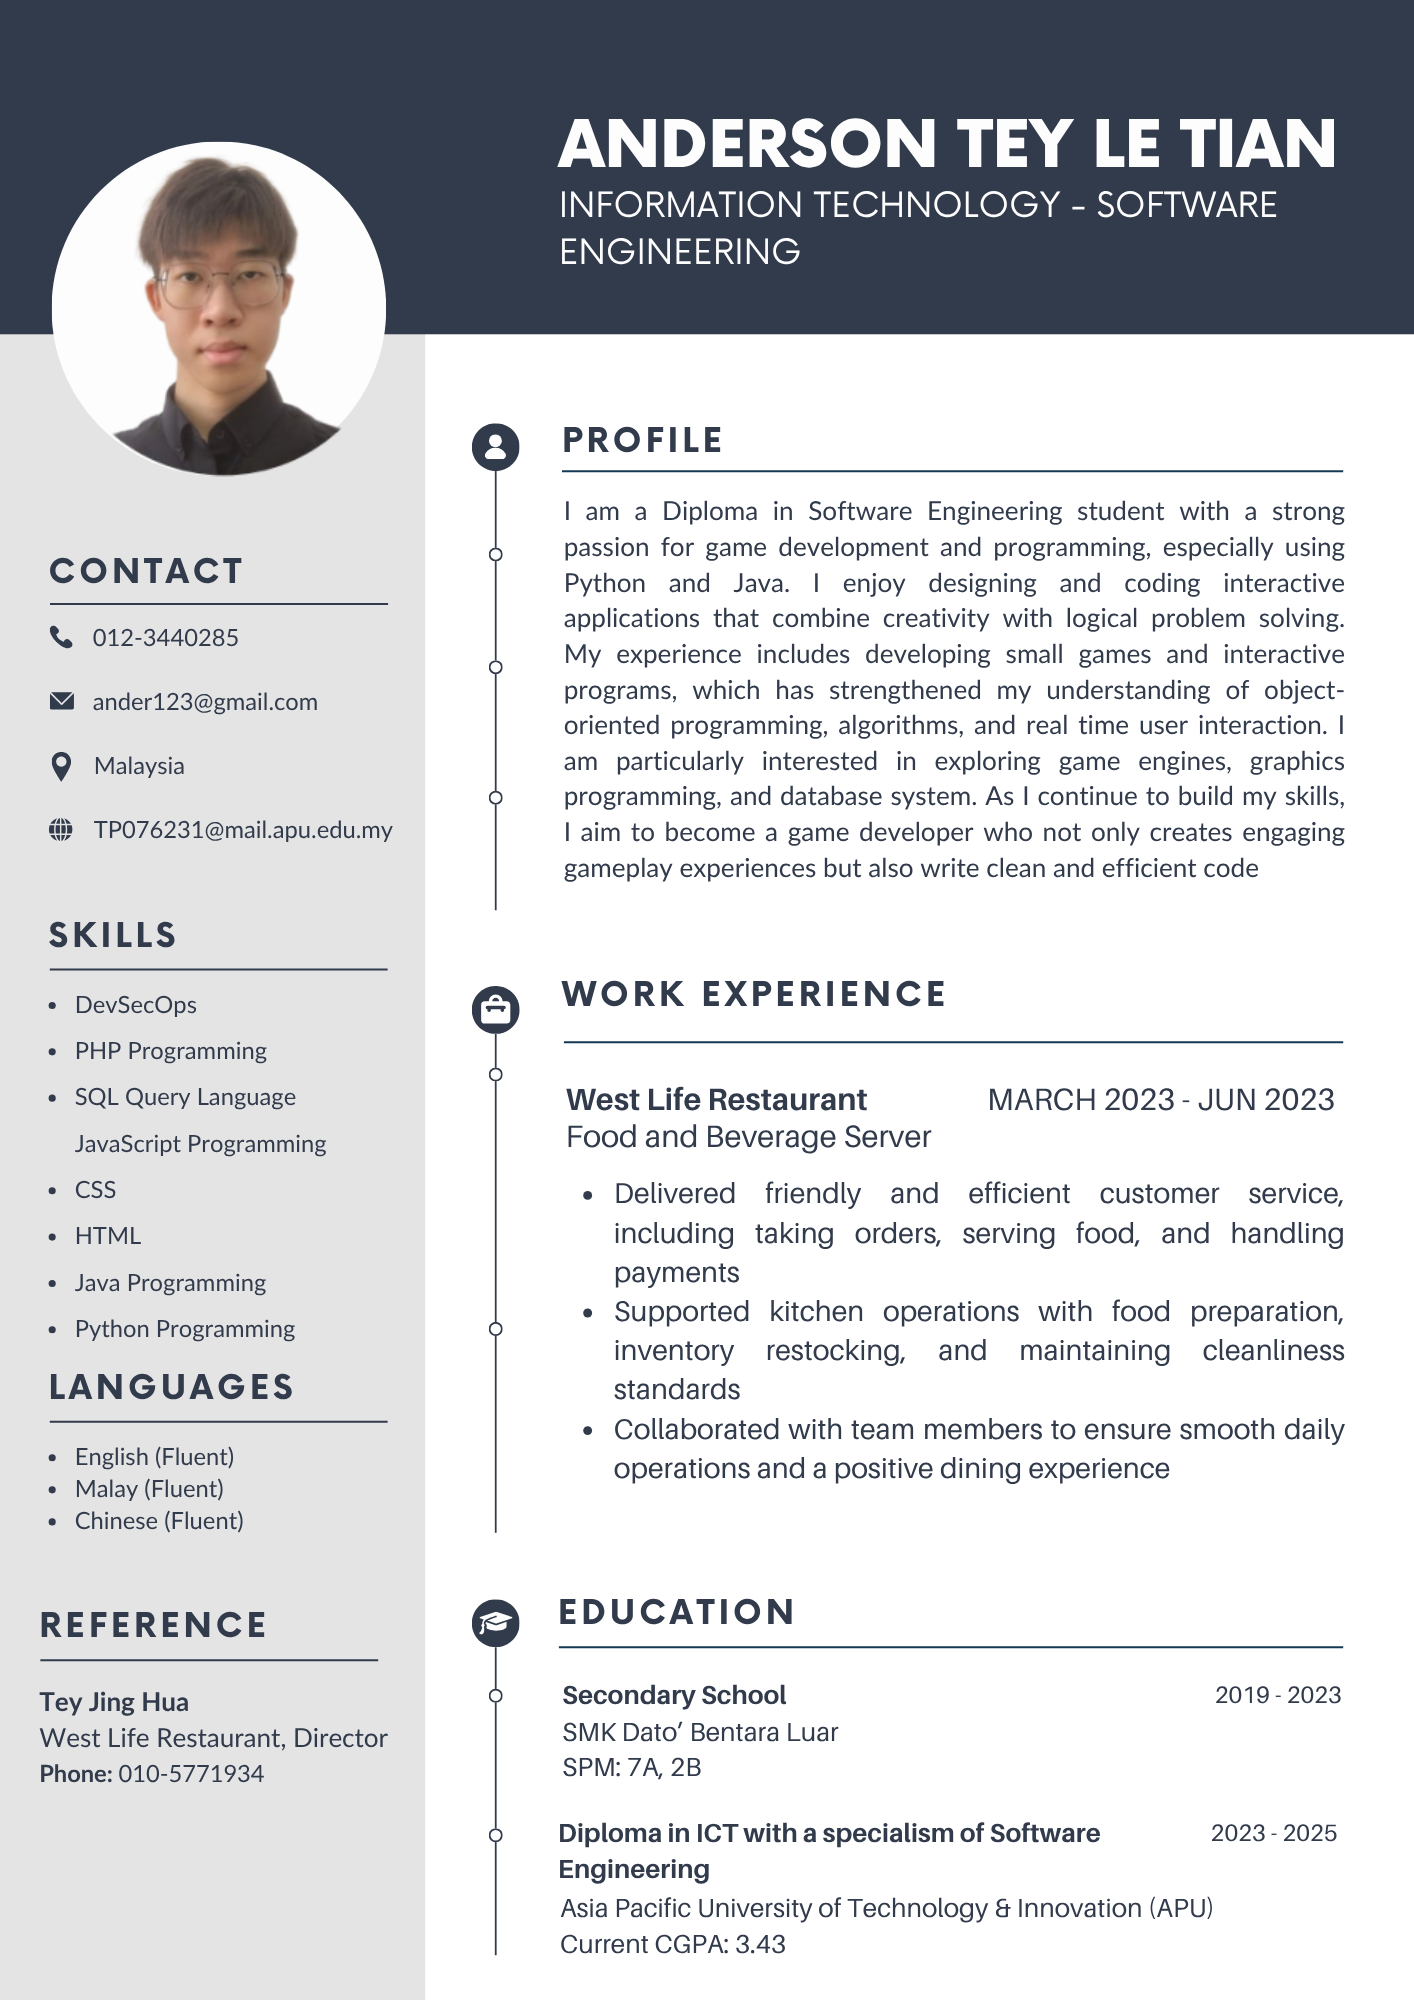 ANDERSON TEY LE TIAN
INFORMATION TECHNOLOGY - SOFTWARE
ENGINEERING
CONTACT
012-3440285
ander123@gmail.com
Malaysia
TP076231@mail.apu.edu.my
SKILLS
• DevSecOps
• PHP Programming
• SQL Query Language
JavaScript Programming
• CSS
• HTML
• Java Programming
• Python Programming
LANGUAGES
• English (Fluent)
• Malay (Fluent)
• Chinese (Fluent)
REFERENCE
Tey Jing Hua
West Life Restaurant, Director
Phone: 010-5771934
PROFILE
I am a Diploma in Software Engineering student with a strong
passion for game development and programming, especially using
Python and Java. I enjoy designing and coding interactive
applications that combine creativity with logical problem solving.
My experience includes developing small games and interactive
programs, which has strengthened my understanding of object-
oriented programming, algorithms, and real time user interaction. I
am particularly interested in exploring game engines, graphics
programming, and database system. As I continue to build my skills,
I aim to become a game developer who not only creates engaging
gameplay experiences but also write clean and efficient code
WORK EXPERIENCE
West Life Restaurant MARCH 2023 - JUN 2023
Food and Beverage Server
• Delivered friendly and efficient customer service,
including taking orders, serving food, and handling
payments
• Supported kitchen operations with food preparation,
inventory restocking, and maintaining cleanliness
standards
• Collaborated with team members to ensure smooth daily
operations and a positive dining experience
EDUCATION
Secondary School 2019 - 2023
SMK Dato’ Bentara Luar
SPM: 7A, 2B
Diploma in ICT with a specialism of Software 2023 - 2025
Engineering
Asia Pacific University of Technology & Innovation (APU)
Current CGPA: 3.43